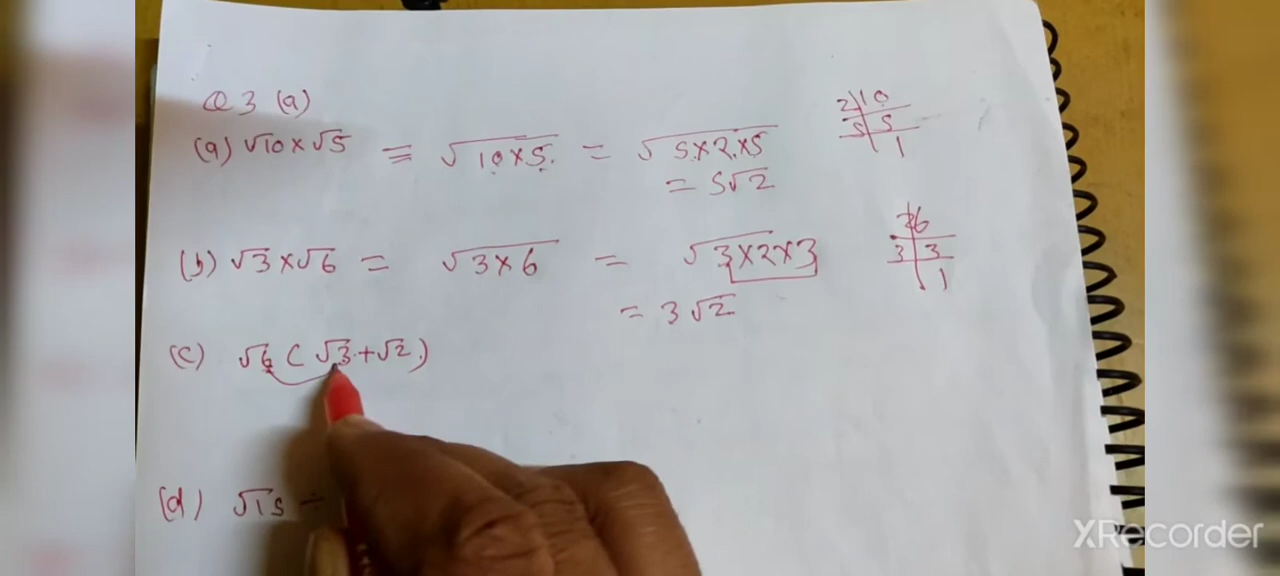 Q 3 (a)
(a) √10 × √5 = √10×5 = √5×2×5
= 5√2
2 10
5 5
1
(b) √3 × √6 = √3×6 = √3×2×3
= 3√2
6
3 3
1
(c) √6 ( √3 + √2 )
(d) √15 ÷
XRecorder